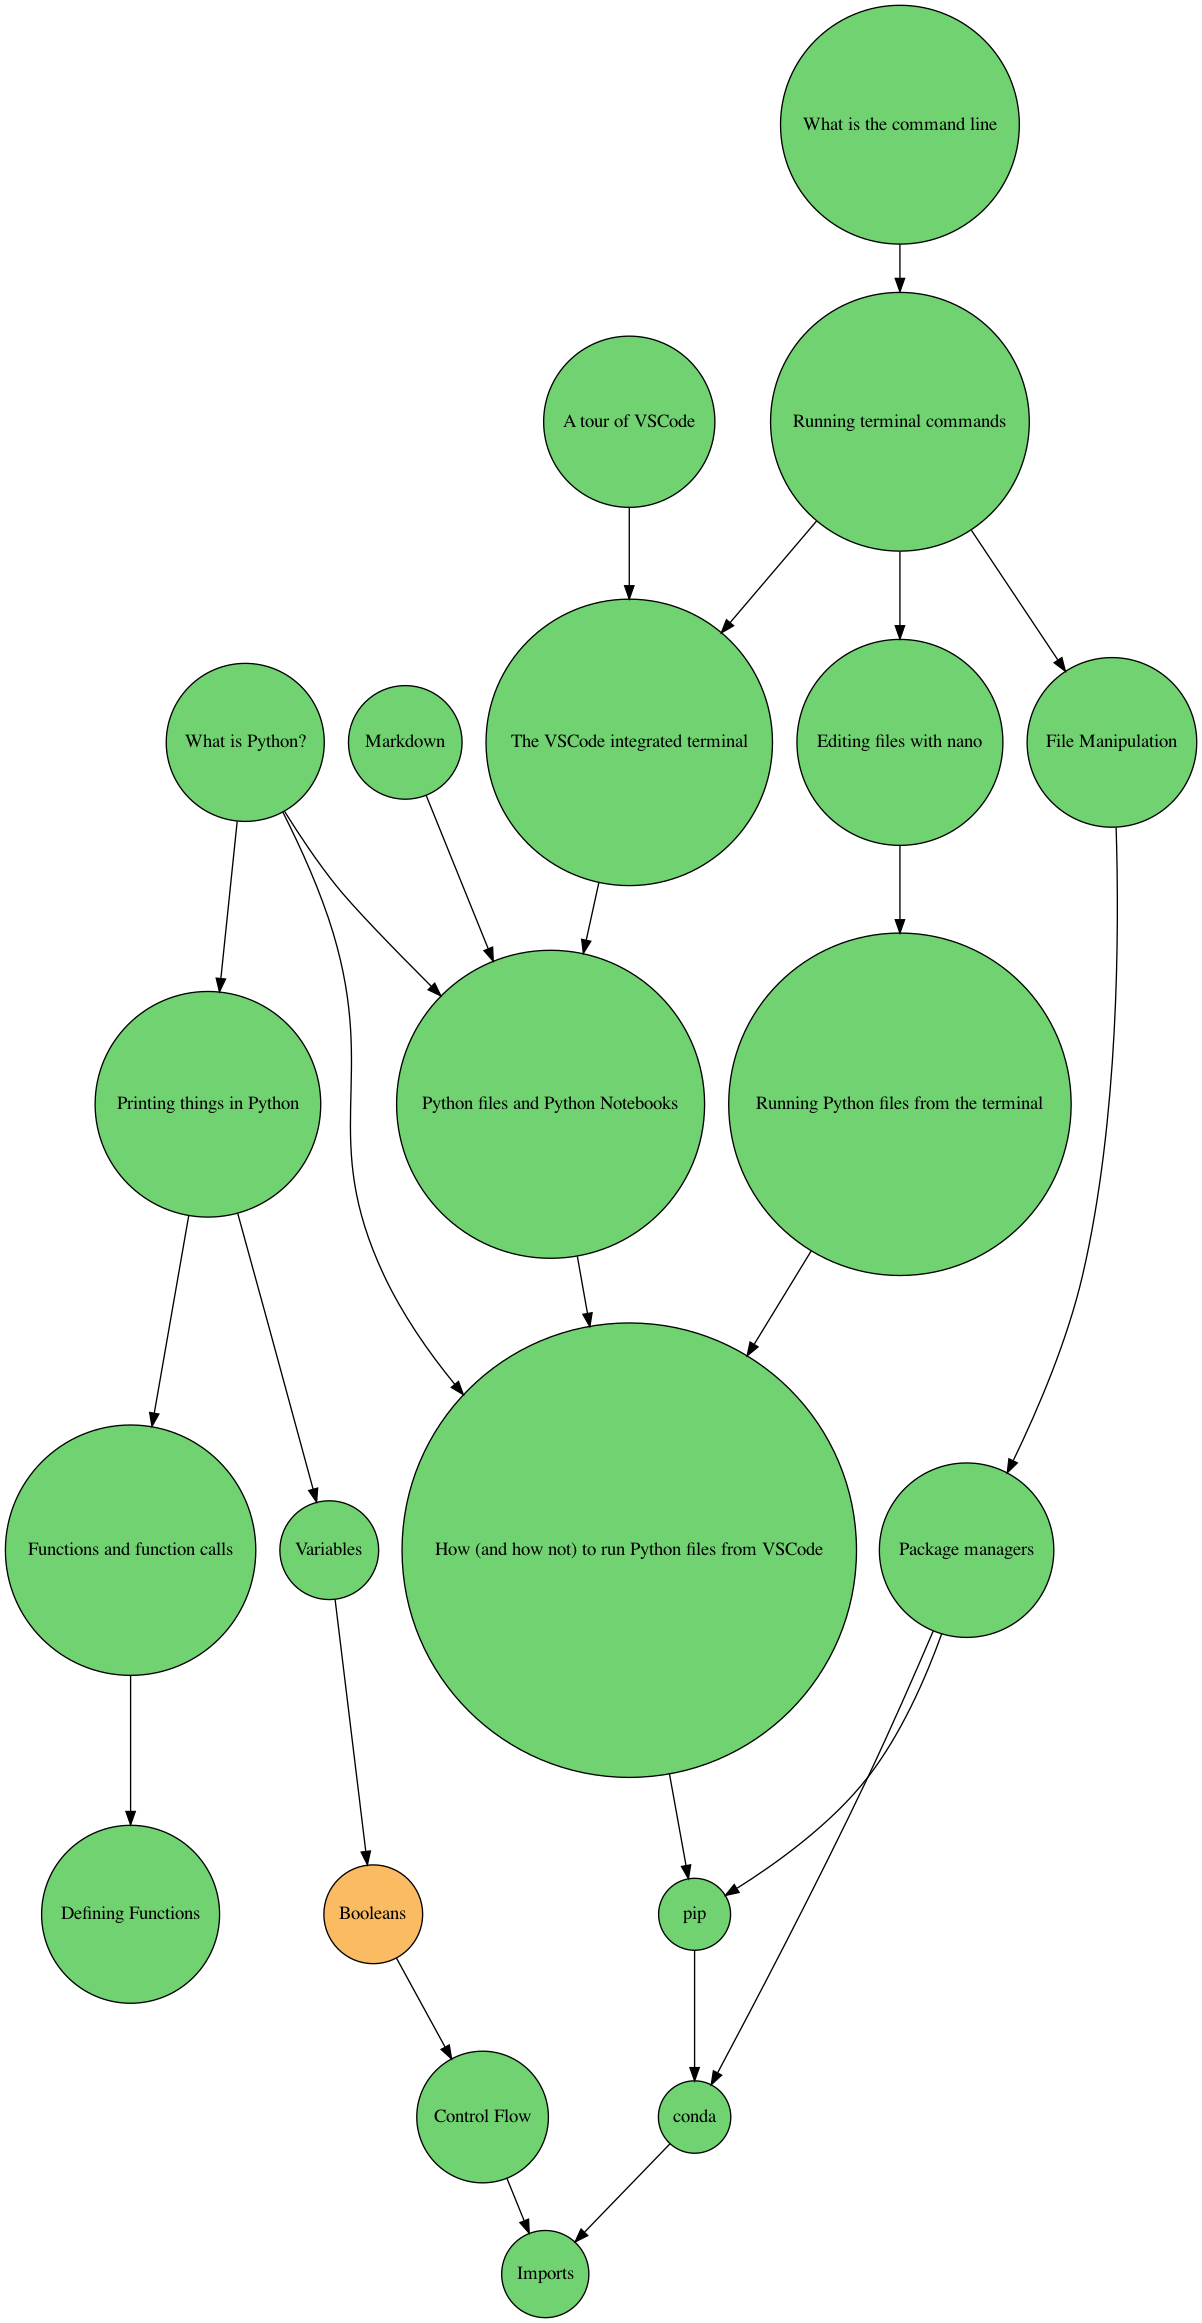 What is the command line
A tour of VSCode
Running terminal commands
What is Python?
Markdown
The VSCode integrated terminal
Editing files with nano
File Manipulation
Printing things in Python
Python files and Python Notebooks
Running Python files from the terminal
Functions and function calls
Variables
How (and how not) to run Python files from VSCode
Package managers
Defining Functions
Booleans
pip
Control Flow
conda
Imports